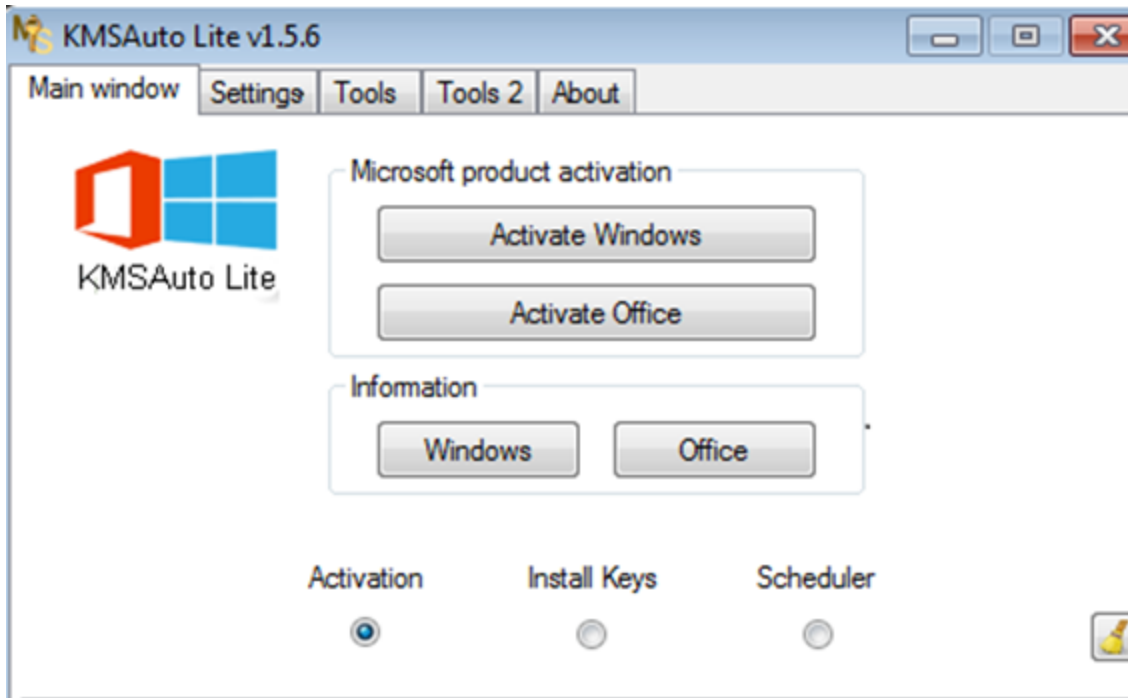 KMSAuto Lite v1.5.6
Main window Settings Tools Tools 2 About
KMSAuto Lite
Microsoft product activation
Activate Windows
Activate Office
Information
Windows Office
Activation Install Keys Scheduler